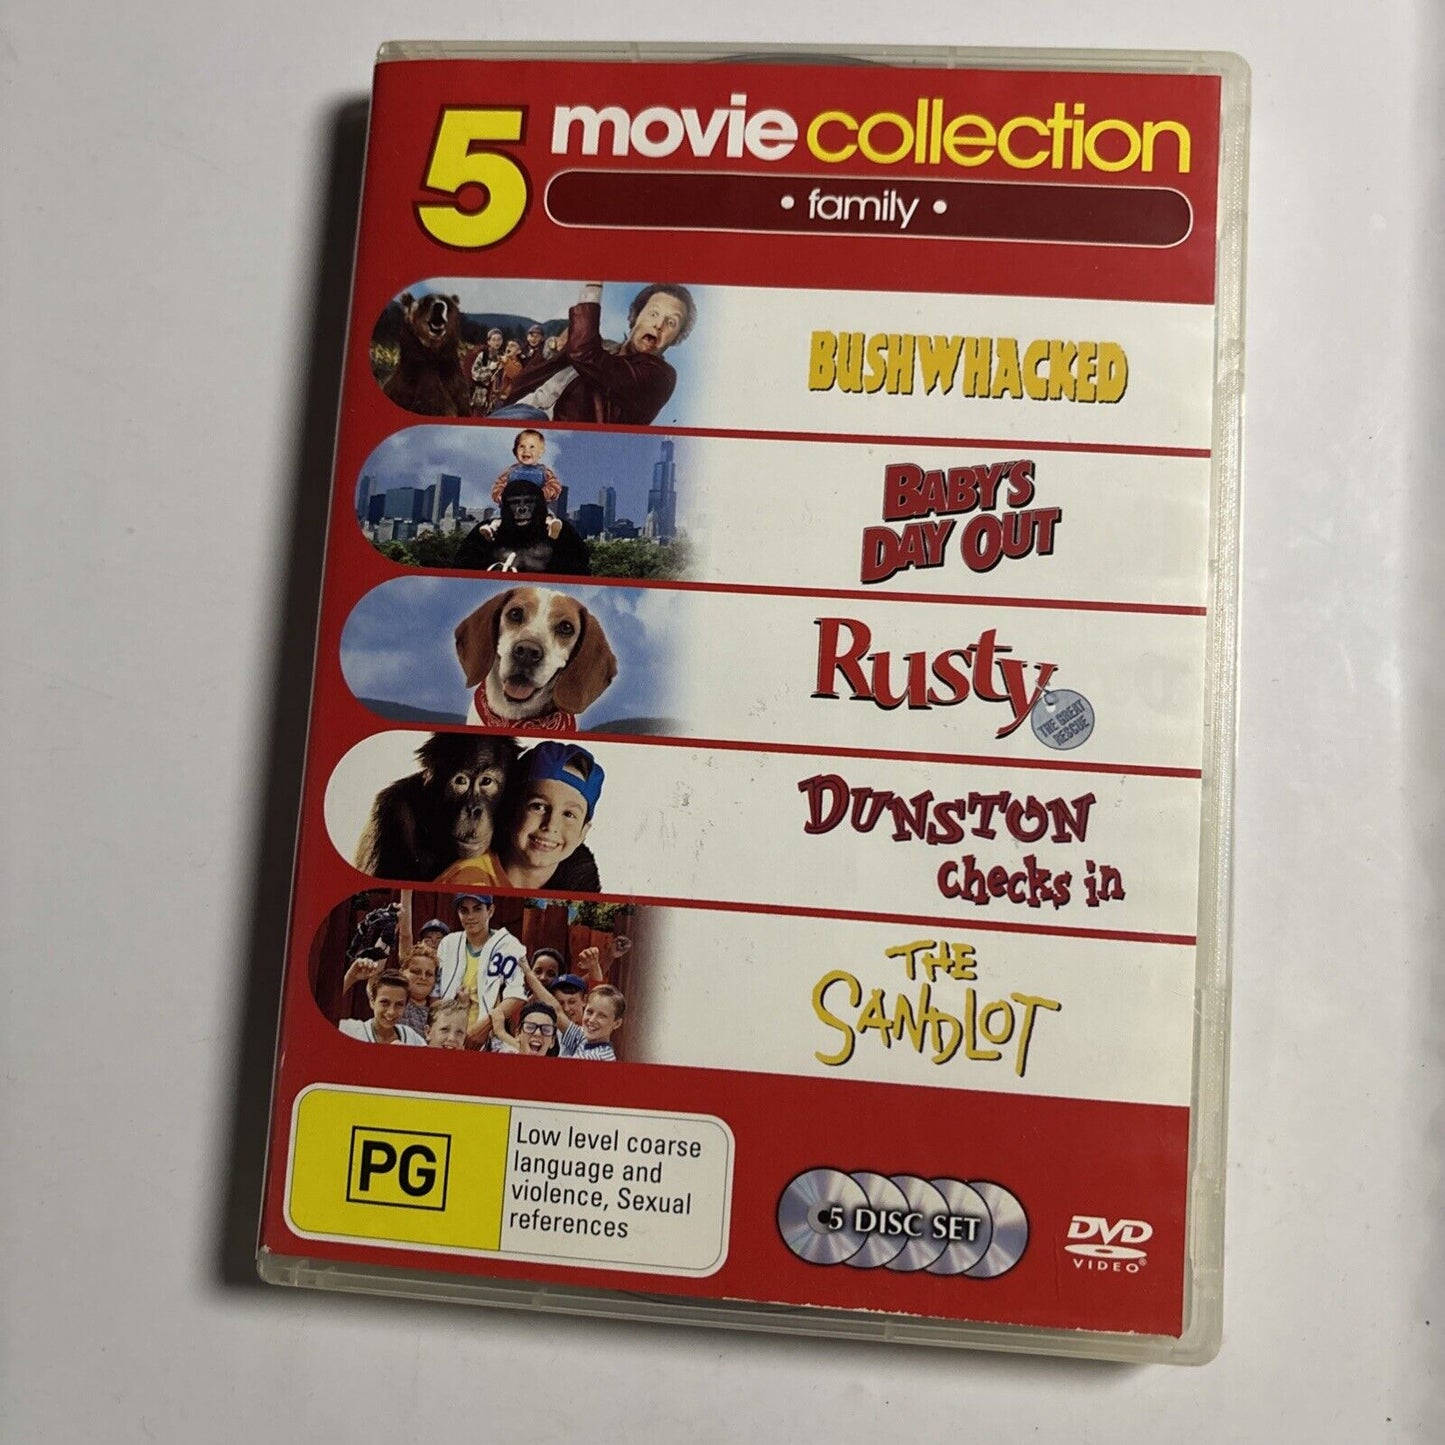 5 movie collection
• family •
BUSHWHACKED
BABY'S
DAY OUT
Rusty
THE GREAT
RESCUE
DUNSTON
checks in
30
THE
SANDLOT
PG
Low level coarse
language and
violence, Sexual
references
5 DISC SET
DVD
VIDEO®